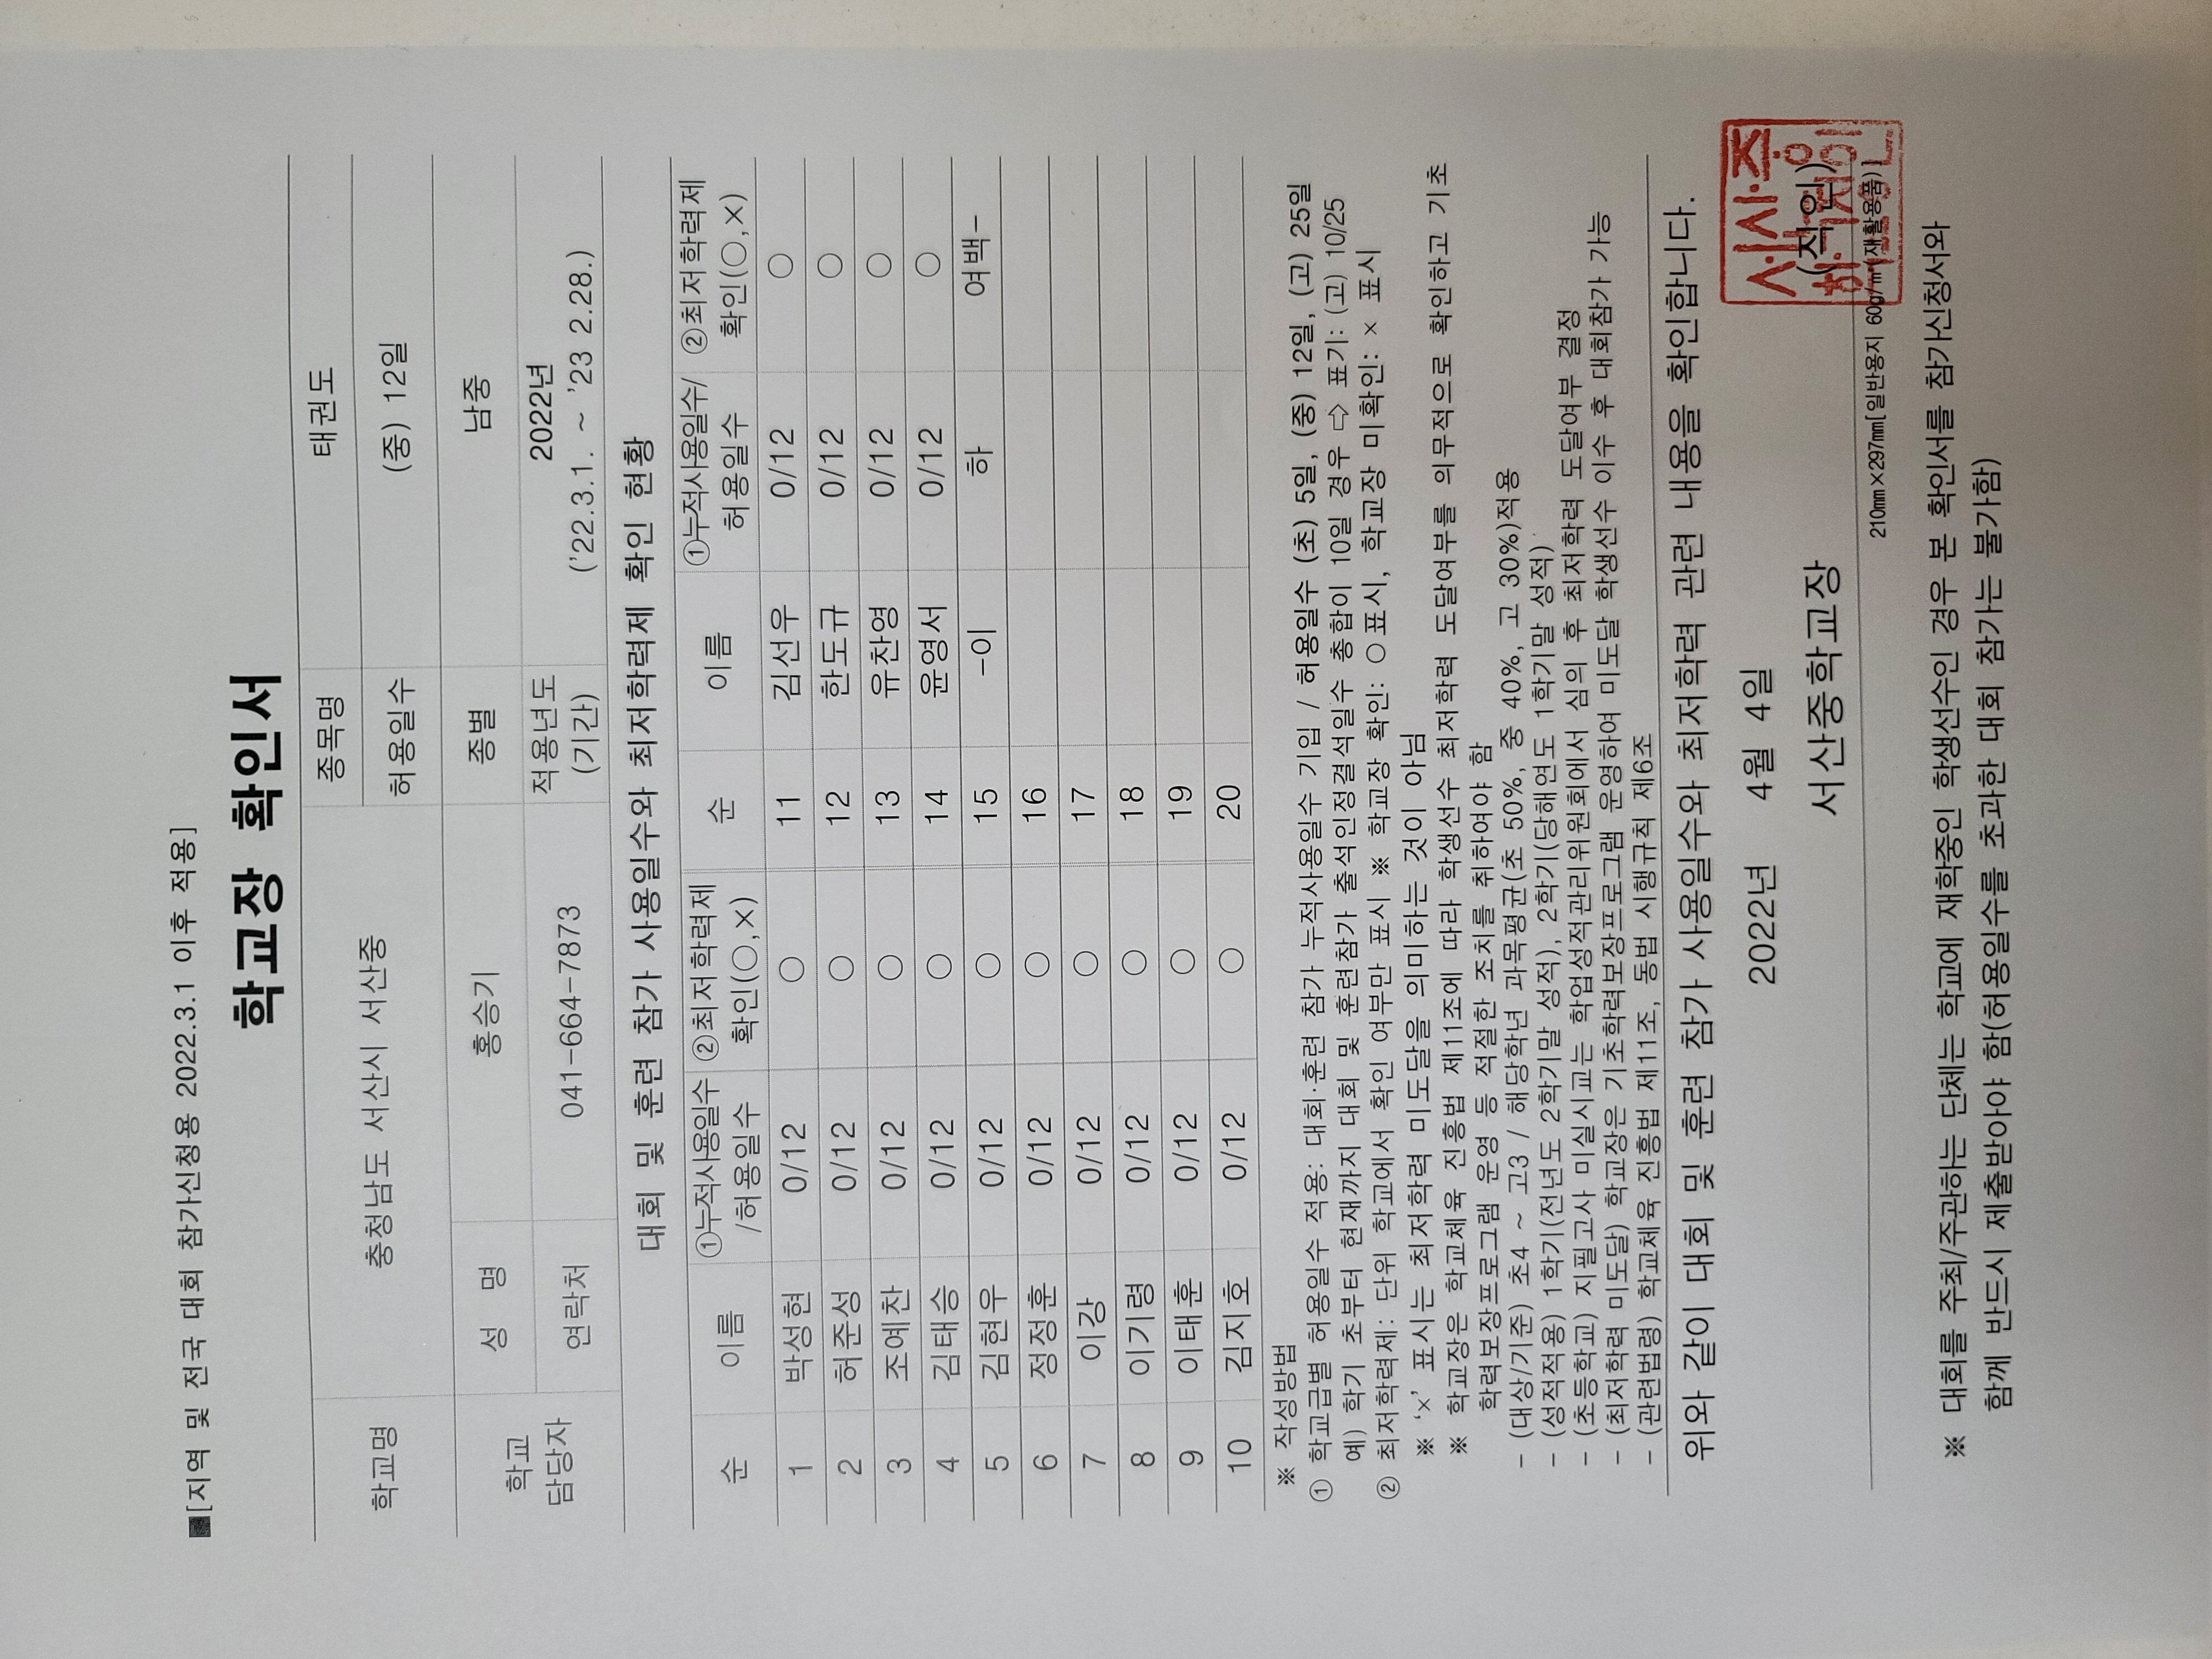 ■[지역 및 전국 대회 참가신청용 2022.3.1 이후 적용]
학교장 확인서
학교명 충청남도 서산시 서산중 종목명 태권도
허용일수 (중) 12일
학교 담당자 성 명 홍승기 종별 남중
연락처 041-664-7873 적용년도 (기간) 2022년 ('22.3.1. ~ '23 2.28.)
대회 및 훈련 참가 사용일수와 최저학력제 확인 현황
순 이름 ①누적사용일수 /허용일수 ②최저학력제 확인(○,×) 순 이름 ①누적사용일수/ 허용일수 ②최저학력제 확인(○,×)
1 박성현 0/12 ○ 11 김선우 0/12 ○
2 허준성 0/12 ○ 12 한도규 0/12 ○
3 조예찬 0/12 ○ 13 유찬영 0/12 ○
4 김태승 0/12 ○ 14 윤영서 0/12 ○
5 김현우 0/12 ○ 15 -이 하 여백-
6 정정훈 0/12 ○ 16
7 이강 0/12 ○ 17
8 이기령 0/12 ○ 18
9 이태훈 0/12 ○ 19
10 김지호 0/12 ○ 20
※ 작성방법
① 학교급별 허용일수 적용: 대회·훈련 참가 누적사용일수 기입 / 허용일수 (초) 5일, (중) 12일, (고) 25일
예) 학기 초부터 현재까지 대회 및 훈련참가 출석인정결석일수 총합이 10일 경우 ⇨ 표기: (고) 10/25
② 최저학력제: 단위 학교에서 확인 여부만 표시 ※ 학교장 확인: ○표시, 학교장 미확인: × 표시
※ '×' 표시는 최저학력 미도달을 의미하는 것이 아님
※ 학교장은 학교체육 진흥법 제11조에 따라 학생선수 최저학력 도달여부를 의무적으로 확인하고 기초
학력보장프로그램 운영 등 적절한 조치를 취하여야 함
- (대상/기준) 초4 ~ 고3 / 해당학년 과목평균(초 50%, 중 40%, 고 30%)적용
- (성적적용) 1학기(전년도 2학기말 성적), 2학기(당해연도 1학기말 성적)
- (초등학교) 지필고사 미실시교는 학업성적관리위원회에서 심의 후 최저학력 도달여부 결정
- (최저학력 미도달) 학교장은 기초학력보장프로그램 운영하여 미도달 학생선수 이수 후 대회참가 가능
- (관련법령) 학교체육 진흥법 제11조, 동법 시행규칙 제6조
위와 같이 대회 및 훈련 참가 사용일수와 최저학력 관련 내용을 확인합니다.
2022년 4월 4일
서산중학교장 (직인)
210㎜×297㎜[일반용지 60g/㎡(재활용품)]
※ 대회를 주최/주관하는 단체는 학교에 재학중인 학생선수인 경우 본 확인서를 참가신청서와
함께 반드시 제출받아야 함(허용일수를 초과한 대회 참가는 불가함)